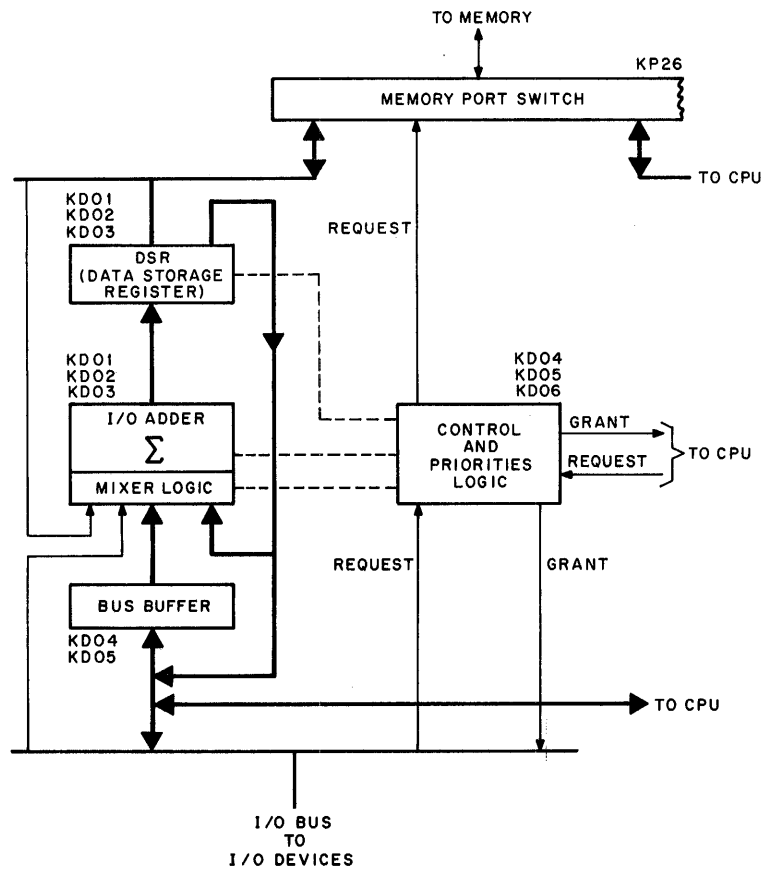 TO MEMORY
KP26
MEMORY PORT SWITCH
TO CPU
KD01
KD02
KD03
REQUEST
DSR
(DATA STORAGE
REGISTER)
KD01
KD02
KD03
KD04
KD05
KD06
I/O ADDER
Σ
MIXER LOGIC
CONTROL
AND
PRIORITIES
LOGIC
GRANT
REQUEST
TO CPU
REQUEST
GRANT
BUS BUFFER
KD04
KD05
TO CPU
I/O BUS
TO
I/O DEVICES